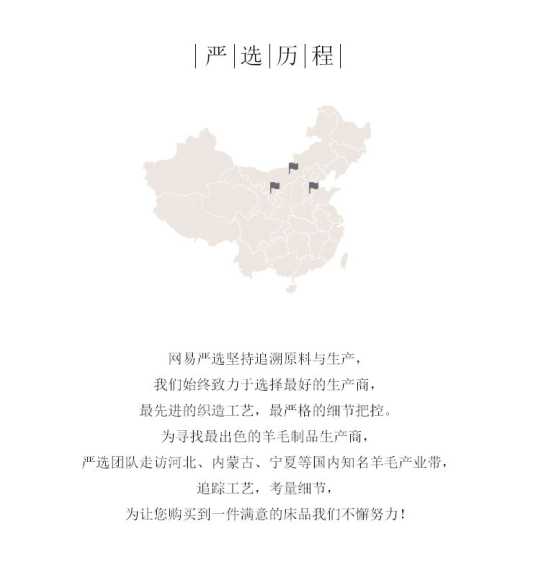 严选历程
网易严选坚持追溯原料与生产，
我们始终致力于选择最好的生产商，
最先进的织造工艺，最严格的细节把控。
为寻找最出色的羊毛制品生产商，
严选团队走访河北、内蒙古、宁夏等国内知名羊毛产业带，
追踪工艺，考量细节，
为让您购买到一件满意的床品我们不懈努力！